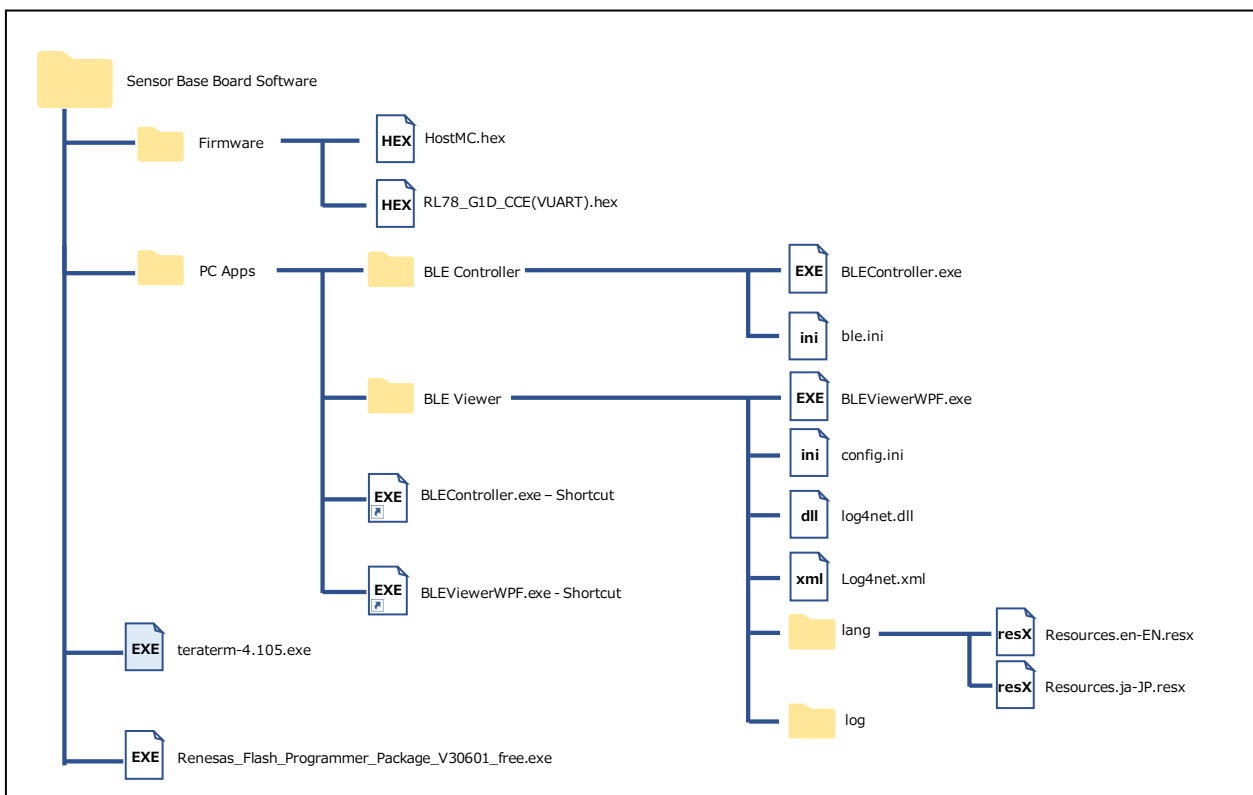 Sensor Base Board Software
Firmware
HEX
HostMC.hex
HEX
RL78_G1D_CCE(VUART).hex
PC Apps
BLE Controller
EXE
BLEController.exe
ini
ble.ini
BLE Viewer
EXE
BLEViewerWPF.exe
ini
config.ini
dll
log4net.dll
xml
Log4net.xml
lang
resX
Resources.en-EN.resx
resX
Resources.ja-JP.resx
log
EXE
BLEController.exe – Shortcut
EXE
BLEViewerWPF.exe - Shortcut
EXE
teraterm-4.105.exe
EXE
Renesas_Flash_Programmer_Package_V30601_free.exe